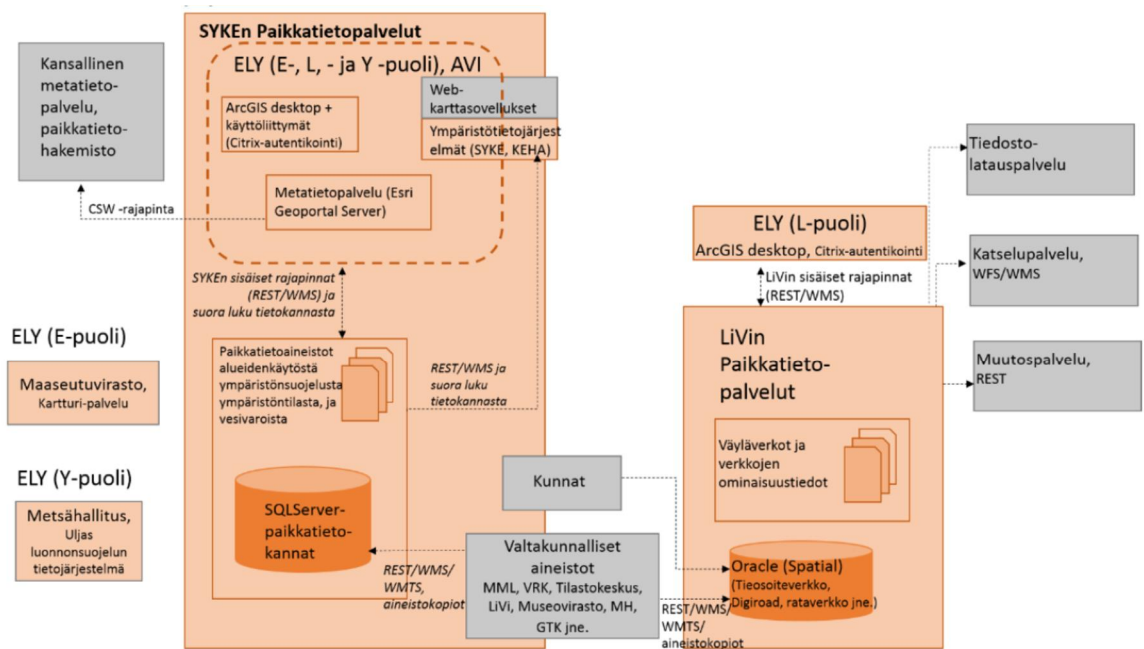 SYKEn Paikkatietopalvelut
ELY (E-, L, - ja Y -puoli), AVI
Kansallinen
metatieto-
palvelu,
paikkatieto-
hakemisto
CSW -rajapinta
ArcGIS desktop +
käyttöliittymät
(Citrix-autentikointi)
Web-
karttasovellukset
Ympäristötietojärjest
elmät (SYKE, KEHA)
Metatietopalvelu (Esri
Geoportal Server)
SYKEn sisäiset rajapinnat
(REST/WMS) ja
suora luku tietokannasta
Paikkatietoaineistot
alueidenkäytöstä
ympäristönsuojelusta
ympäristöntilasta, ja
vesivaroista
REST/WMS ja
suora luku
tietokannasta
SQLServer-
paikkatieto-
kannat
ELY (E-puoli)
Maaseutuvirasto,
Kartturi-palvelu
ELY (Y-puoli)
Metsähallitus,
Uljas
luonnonsuojelun
tietojärjestelmä
REST/WMS/
WMTS,
aineistokopiot
Kunnat
Valtakunnalliset
aineistot
MML, VRK, Tilastokeskus,
LiVi, Museovirasto, MH,
GTK jne.
ELY (L-puoli)
ArcGIS desktop, Citrix-autentikointi
LiVin sisäiset rajapinnat
(REST/WMS)
LiVin
Paikkatieto-
palvelut
Väyläverkot ja
verkkojen
ominaisuustiedot
Oracle (Spatial)
(Tieosoiteverkko,
Digiroad, rataverkko jne.)
REST/WMS/
WMTS/
aineistokopiot
Tiedosto-
latauspalvelu
Katselupalvelu,
WFS/WMS
Muutospalvelu,
REST